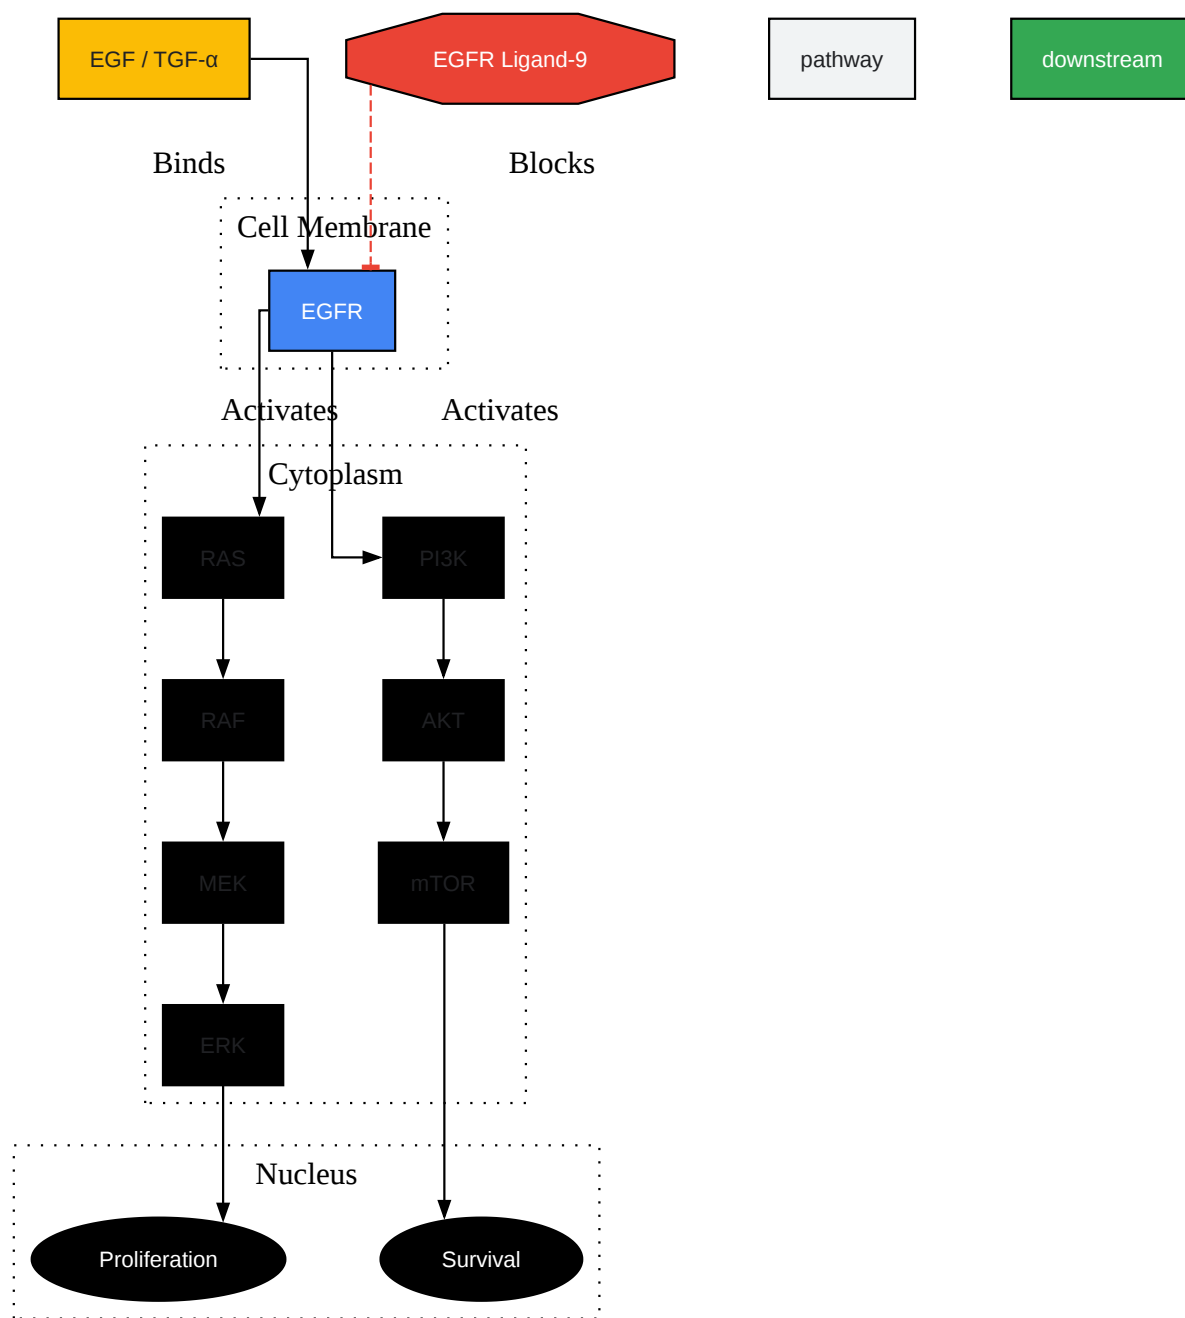 EGF / TGF-α
EGFR Ligand-9
pathway
downstream
Binds
Blocks
Cell Membrane
EGFR
Activates
Activates
Cytoplasm
RAS
PI3K
RAF
AKT
MEK
mTOR
ERK
Nucleus
Proliferation
Survival